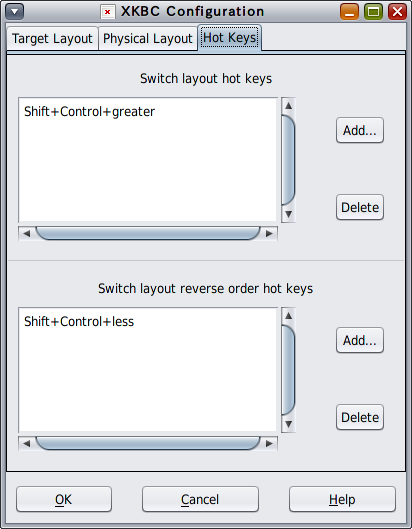 XKBC Configuration
Target Layout Physical Layout Hot Keys
Switch layout hot keys
Shift+Control+greater
Add...
Delete
Switch layout reverse order hot keys
Shift+Control+less
Add...
Delete
OK Cancel Help